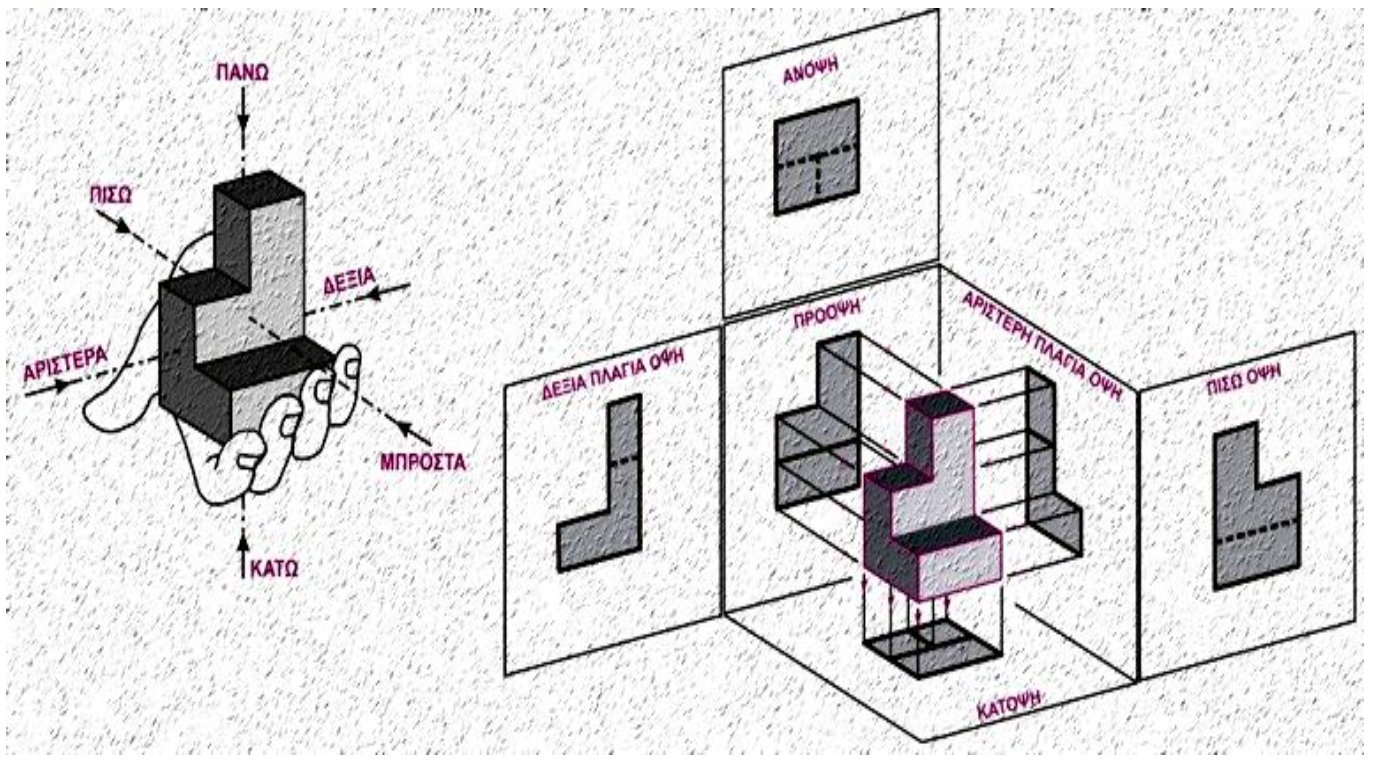 ΠΑΝΩ
ΠΙΣΩ
ΔΕΞΙΑ
ΑΡΙΣΤΕΡΑ
ΜΠΡΟΣΤΑ
ΚΑΤΩ
ΑΝΟΨΗ
ΠΡΟΟΨΗ
ΑΡΙΣΤΕΡΗ ΠΛΑΓΙΑ ΟΨΗ
ΔΕΞΙΑ ΠΛΑΓΙΑ ΟΨΗ
ΠΙΣΩ ΟΨΗ
ΚΑΤΟΨΗ